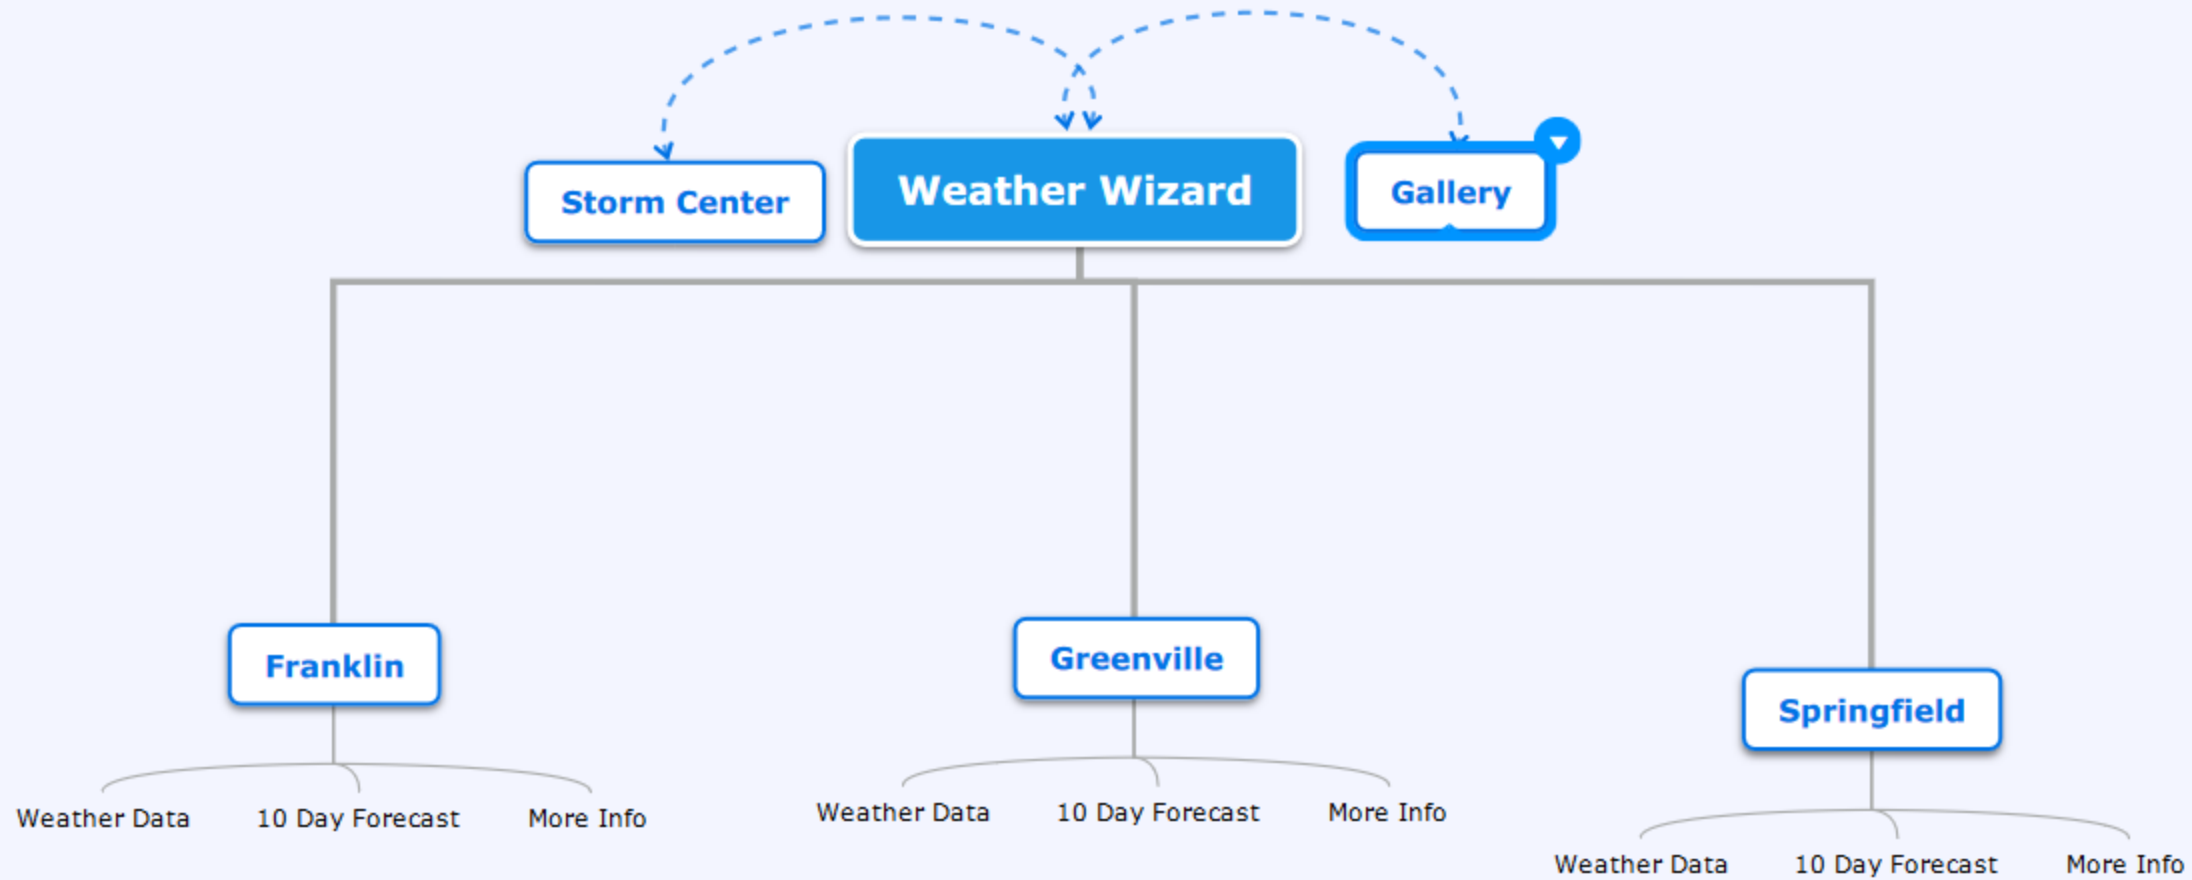 Storm Center
Weather Wizard
Gallery
Franklin
Greenville
Springfield
Weather Data
10 Day Forecast
More Info
Weather Data
10 Day Forecast
More Info
Weather Data
10 Day Forecast
More Info